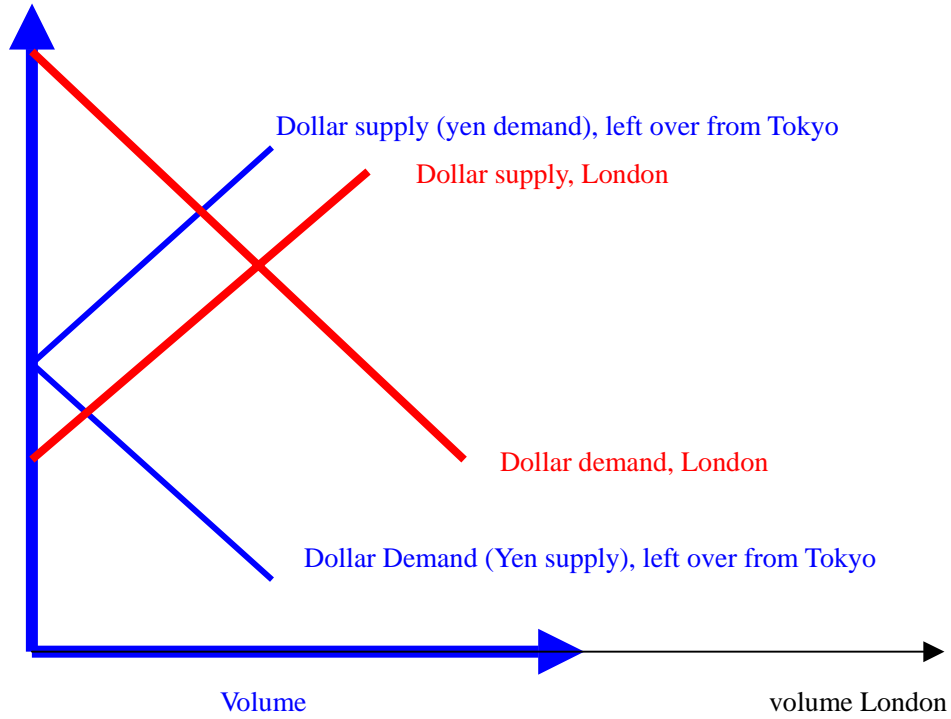 Dollar supply (yen demand), left over from Tokyo
Dollar supply, London
Dollar demand, London
Dollar Demand (Yen supply), left over from Tokyo
Volume
volume London